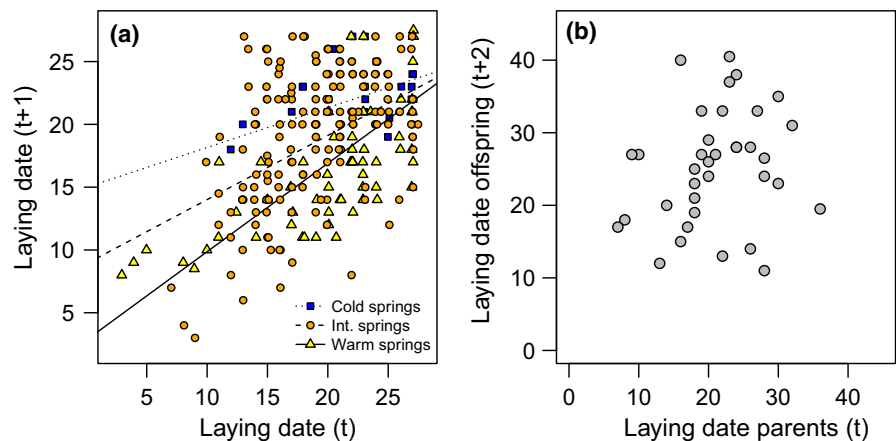 (a)
Laying date (t+1)
25
20
15
10
5
Cold springs
Int. springs
Warm springs
5 10 15 20 25
Laying date (t)
(b)
Laying date offspring (t+2)
40
30
20
10
0
0 10 20 30 40
Laying date parents (t)